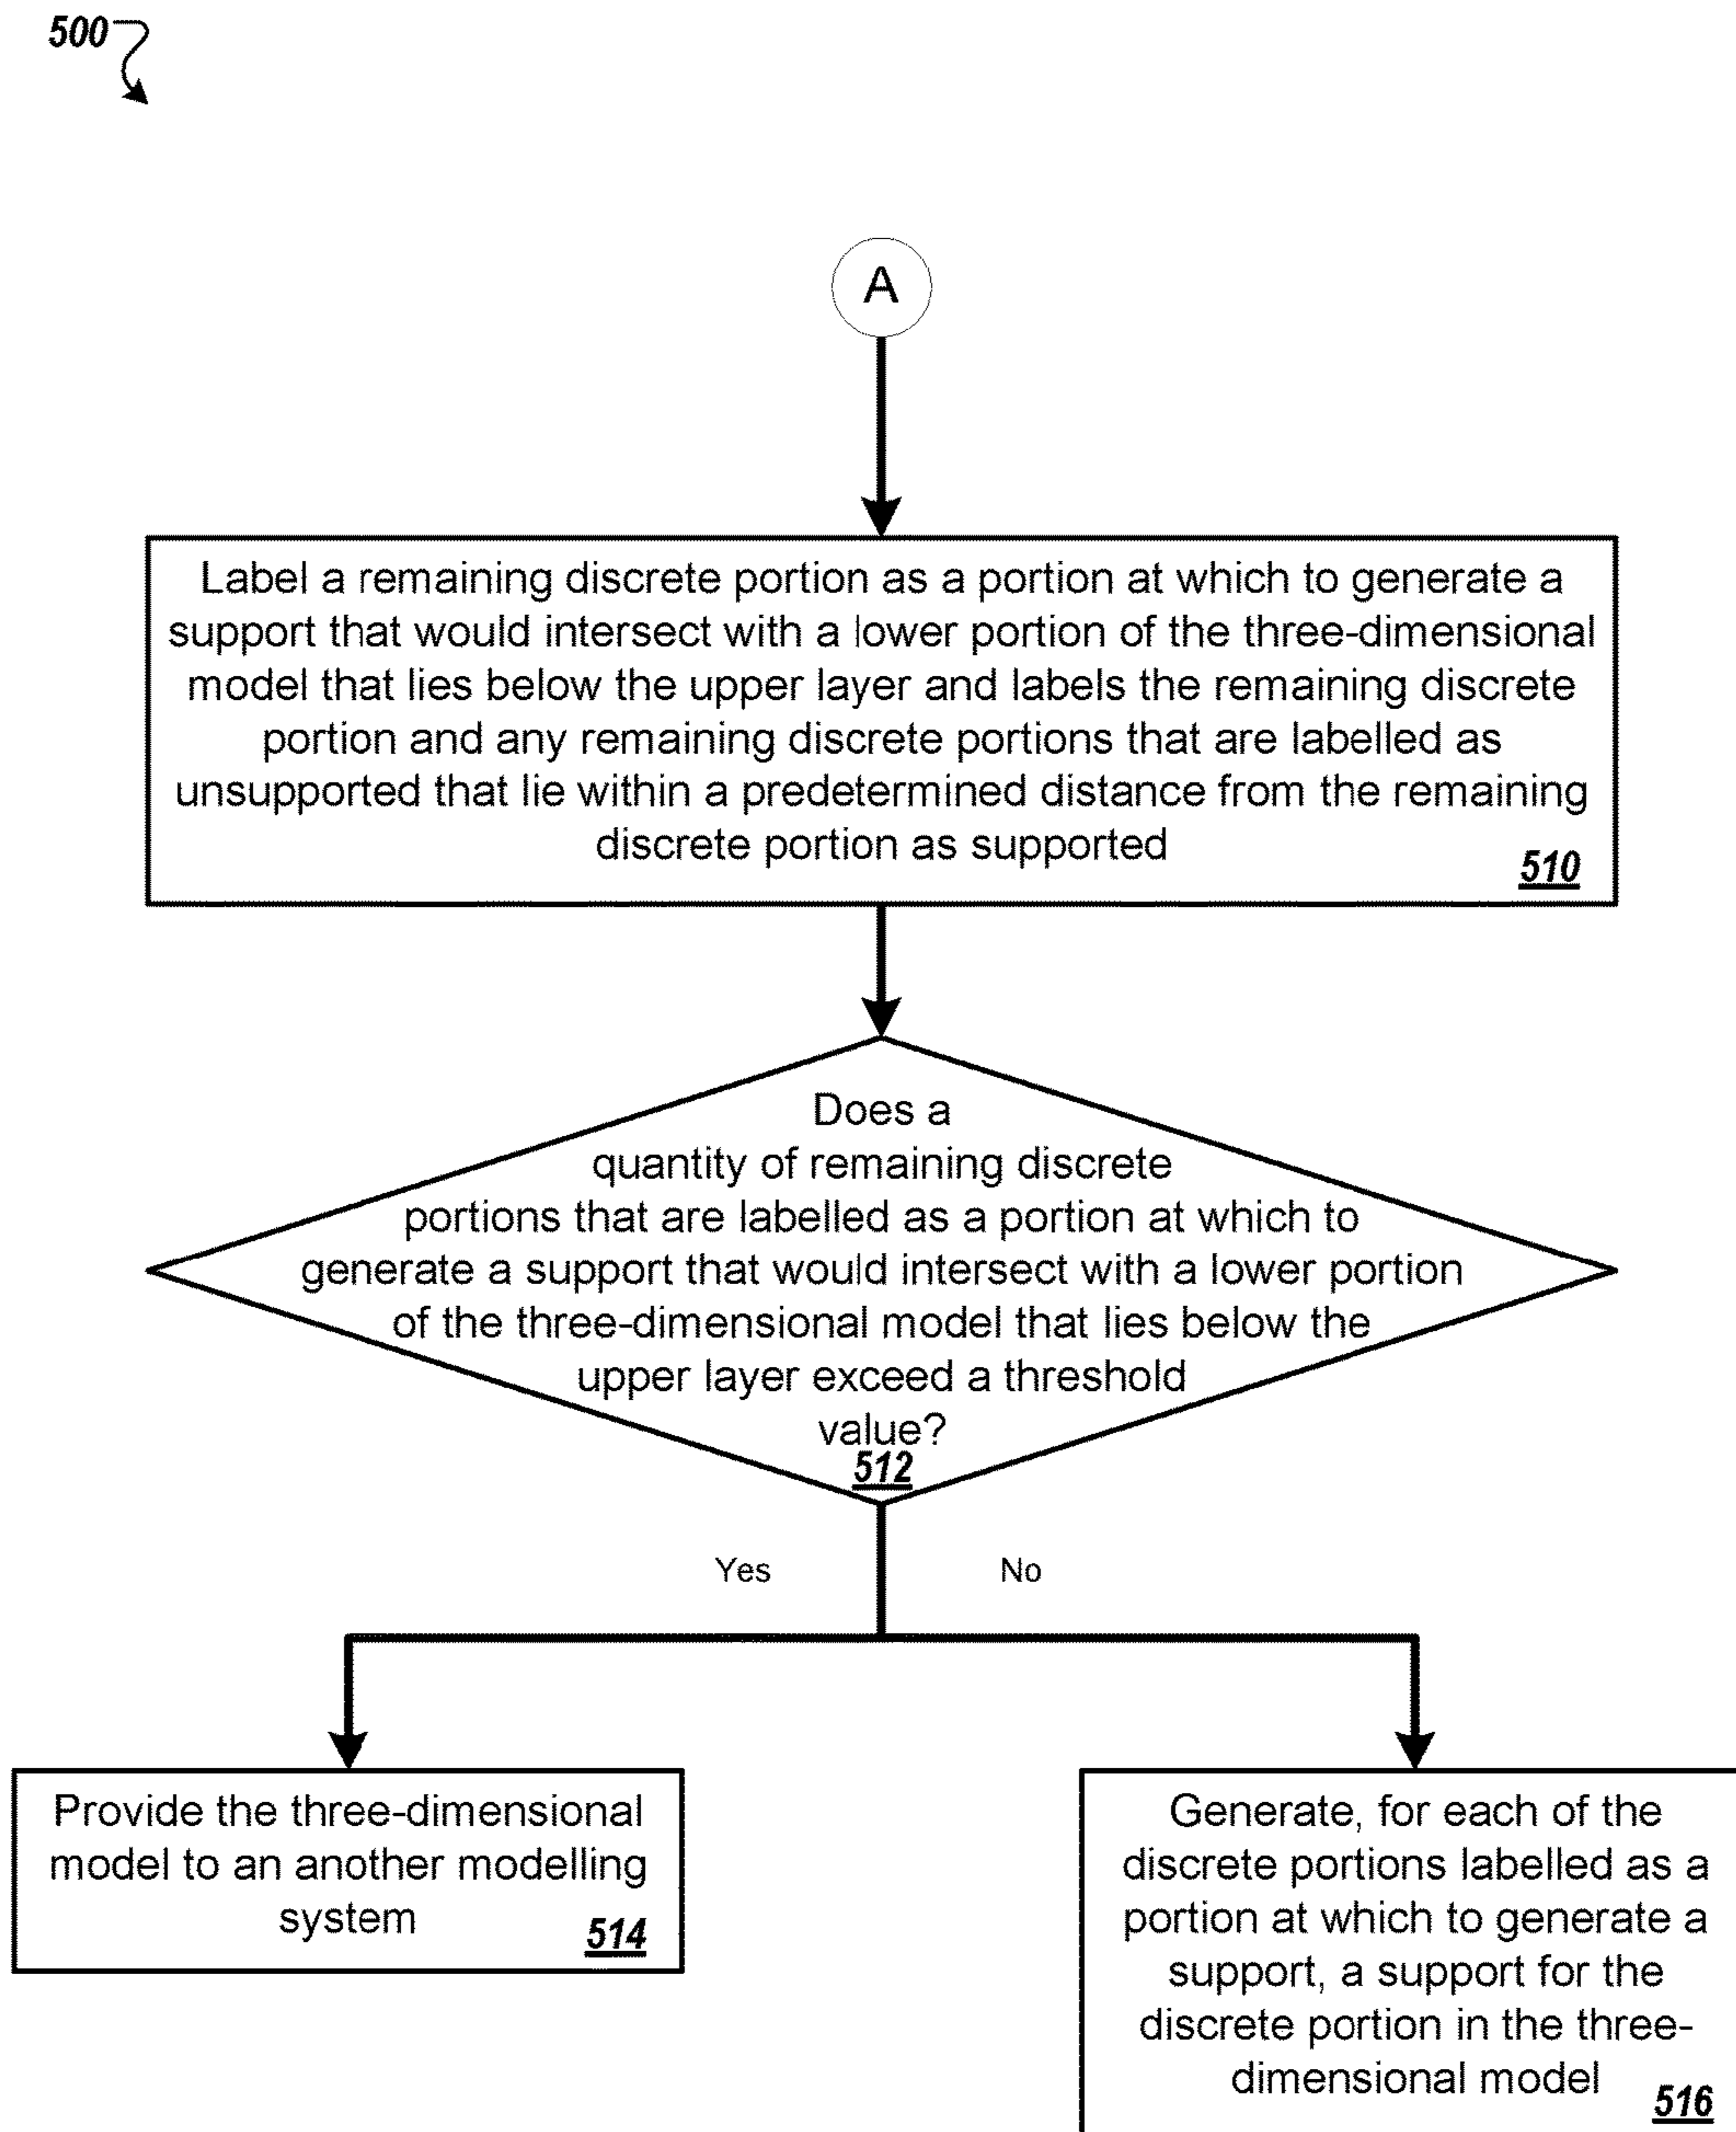 500
A
Label a remaining discrete portion as a portion at which to generate a
support that would intersect with a lower portion of the three-dimensional
model that lies below the upper layer and labels the remaining discrete
portion and any remaining discrete portions that are labelled as
unsupported that lie within a predetermined distance from the remaining
discrete portion as supported
510
Does a
quantity of remaining discrete
portions that are labelled as a portion at which to
generate a support that would intersect with a lower portion
of the three-dimensional model that lies below the
upper layer exceed a threshold
value?
512
Yes
No
Provide the three-dimensional
model to an another modelling
system
514
Generate, for each of the
discrete portions labelled as a
portion at which to generate a
support, a support for the
discrete portion in the three-
dimensional model
516